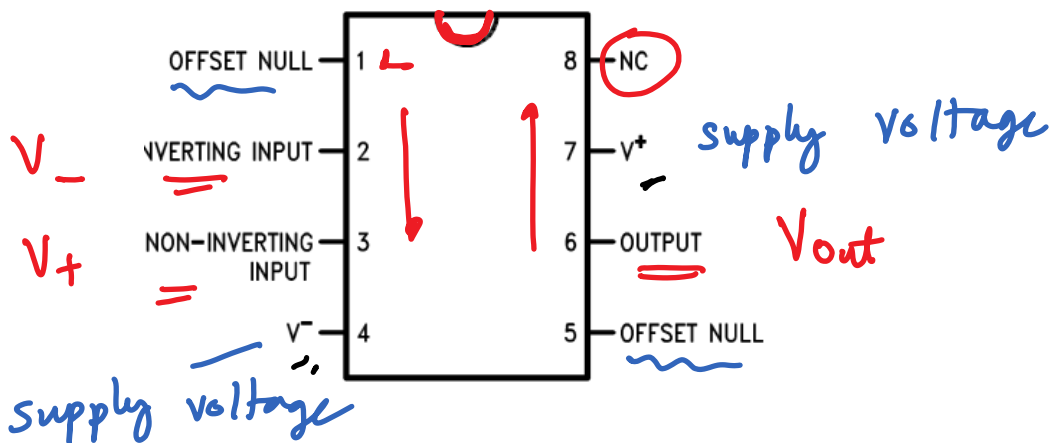 OFFSET NULL 1 8 NC
V- NVERTING INPUT 2 7 V+ supply voltage
V+ NON-INVERTING 3 6 OUTPUT Vout
INPUT
V- 4 5 OFFSET NULL
supply voltage